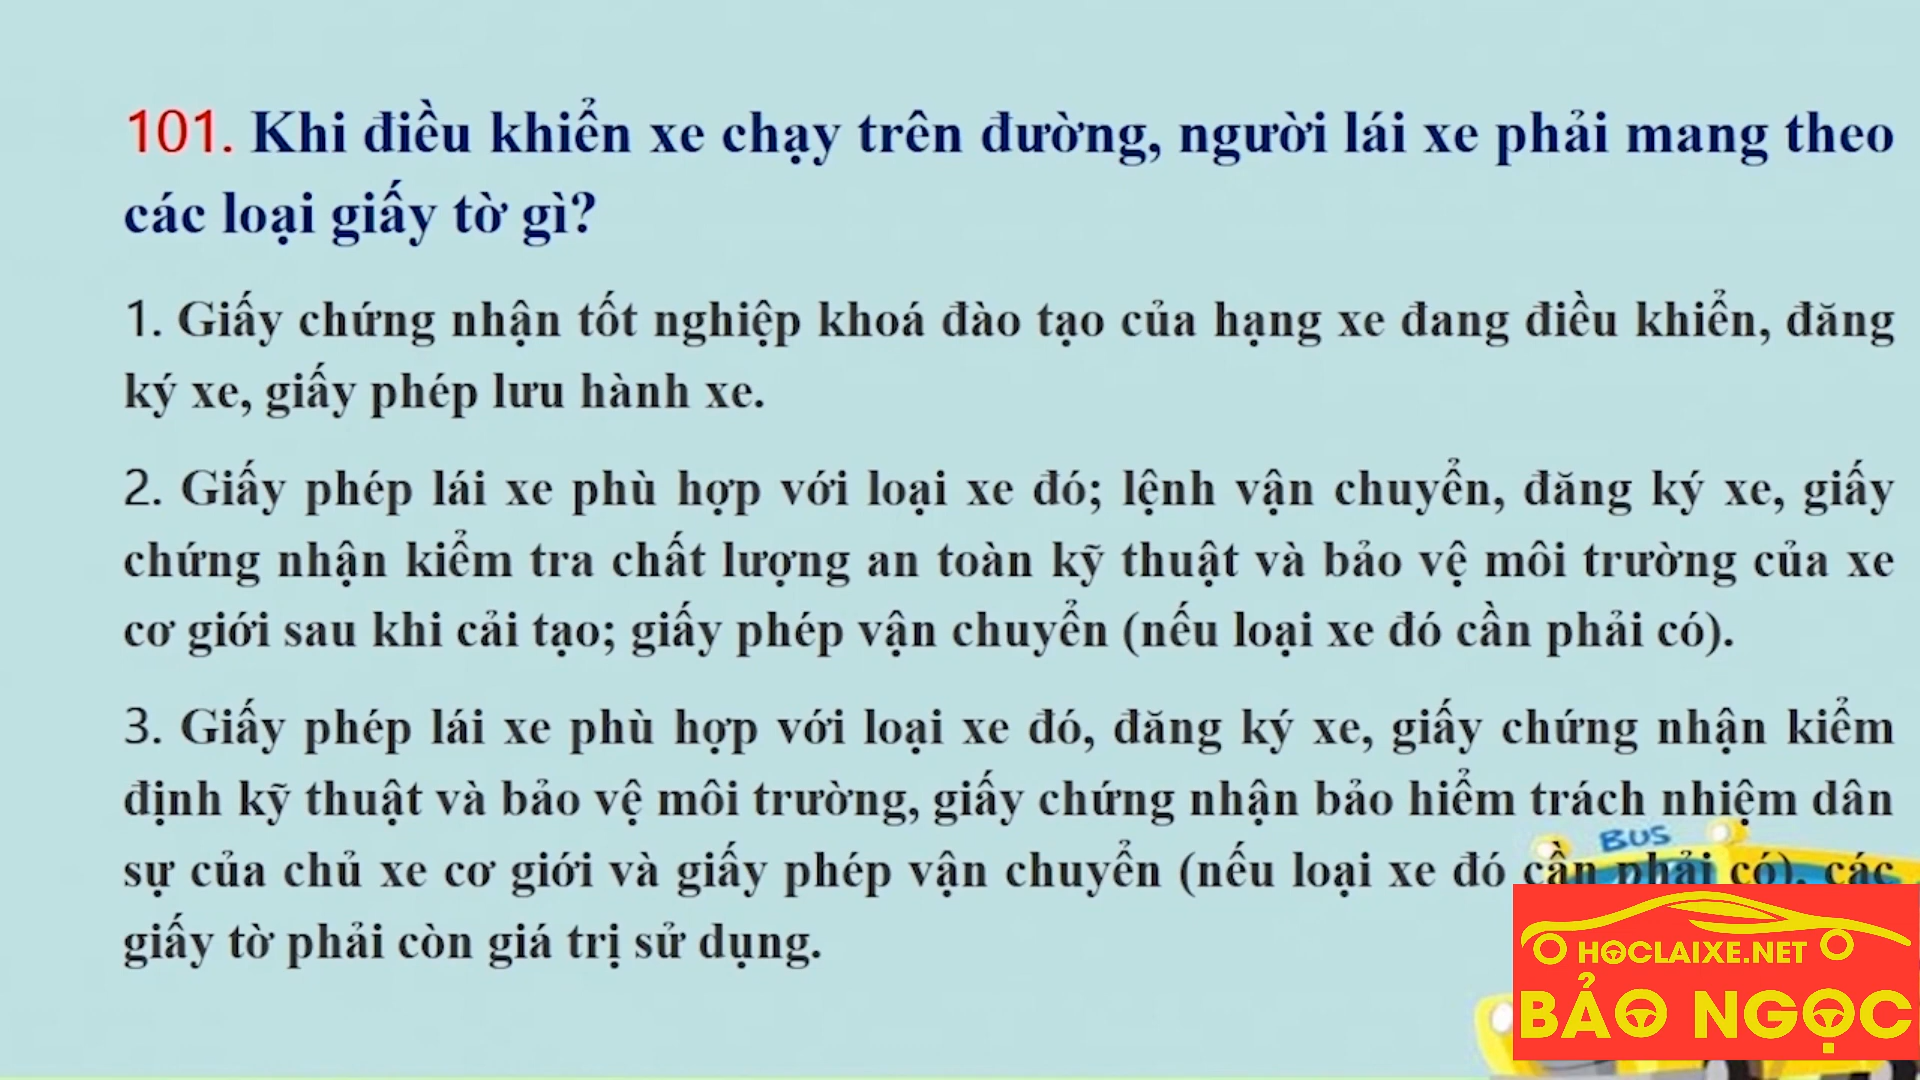 101. Khi điều khiển xe chạy trên đường, người lái xe phải mang theo
các loại giấy tờ gì?
1. Giấy chứng nhận tốt nghiệp khoá đào tạo của hạng xe đang điều khiển, đăng
ký xe, giấy phép lưu hành xe.
2. Giấy phép lái xe phù hợp với loại xe đó; lệnh vận chuyển, đăng ký xe, giấy
chứng nhận kiểm tra chất lượng an toàn kỹ thuật và bảo vệ môi trường của xe
cơ giới sau khi cải tạo; giấy phép vận chuyển (nếu loại xe đó cần phải có).
3. Giấy phép lái xe phù hợp với loại xe đó, đăng ký xe, giấy chứng nhận kiểm
định kỹ thuật và bảo vệ môi trường, giấy chứng nhận bảo hiểm trách nhiệm dân
sự của chủ xe cơ giới và giấy phép vận chuyển (nếu loại xe đó cần phải có), các
giấy tờ phải còn giá trị sử dụng.
BUS
HỌCLAIXE.NET
BẢO NGỌC